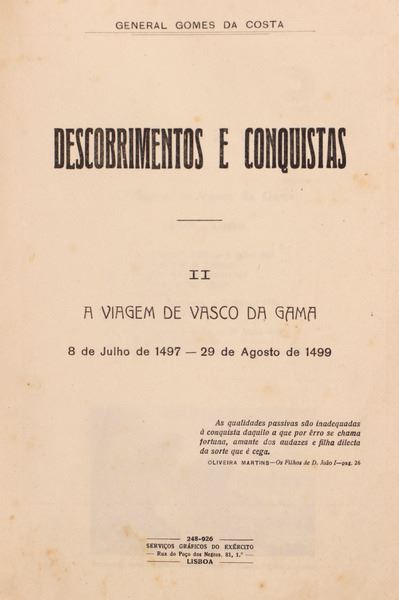 GENERAL GOMES DA COSTA
DESCOBRIMENTOS E CONQUISTAS
II
A VIAGEM DE VASCO DA GAMA
8 de Julho de 1497 — 29 de Agosto de 1499
As qualidades passivas são inadequadas
à conquista daquilo a que por êrro se chama
fortuna, amante dos audazes e filha dilecta
da sorte que é cega.
OLIVEIRA MARTINS—Os Filhos de D. João I—pag. 26
248-926
SERVIÇOS GRÁFICOS DO EXÉRCITO
Rua do Paço dos Negros, 81, 1.º
LISBOA